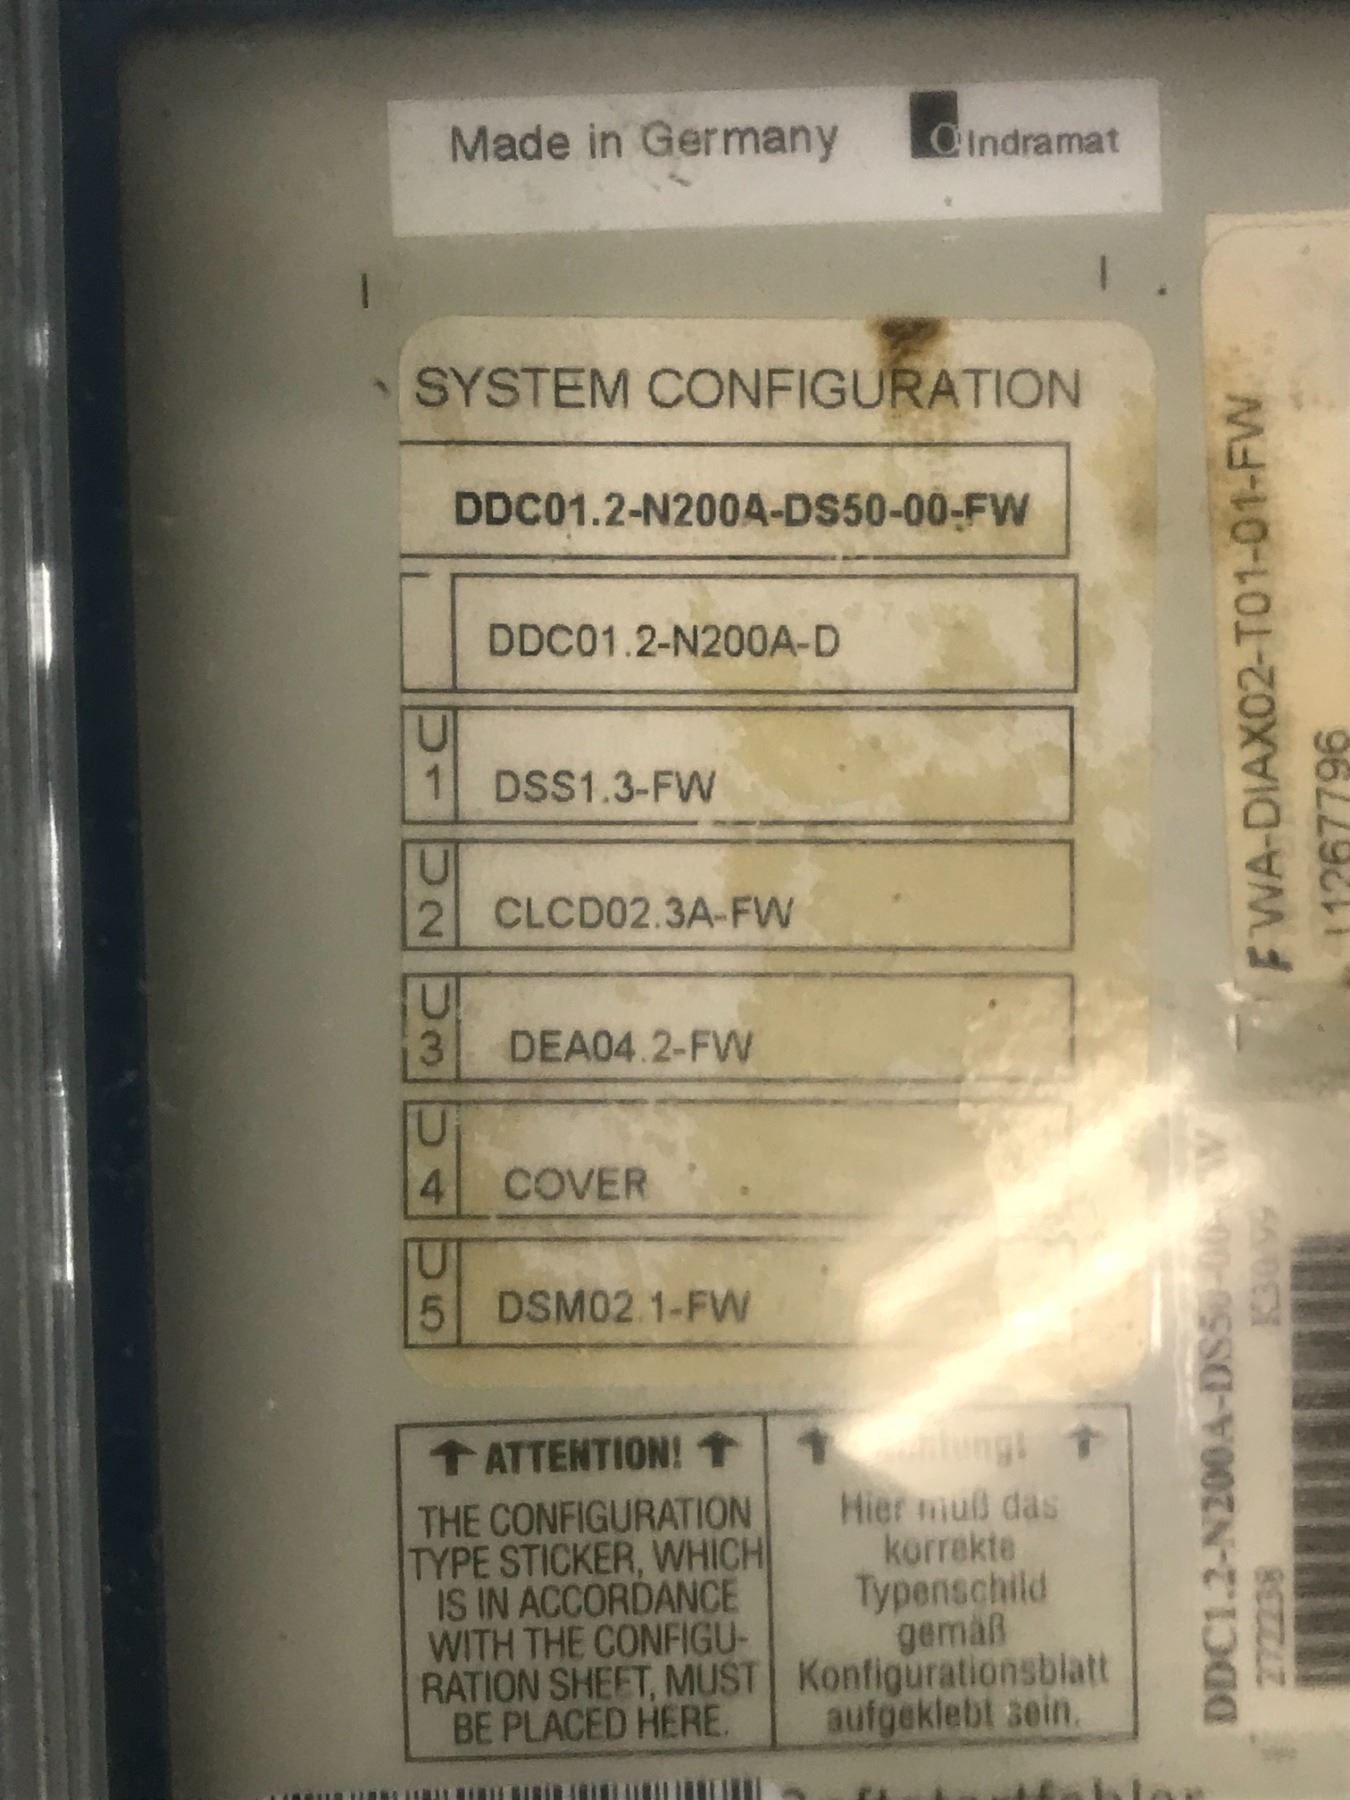 Made in Germany Indramat
SYSTEM CONFIGURATION
DDC01.2-N200A-DS50-00-FW
DDC01.2-N200A-D
U
1 DSS1.3-FW
U
2 CLCD02.3A-FW
U
3 DEA04.2-FW
U
4 COVER
U
5 DSM02.1-FW
ATTENTION!
THE CONFIGURATION
TYPE STICKER, WHICH
IS IN ACCORDANCE
WITH THE CONFIGU-
RATION SHEET, MUST
BE PLACED HERE.
Hier muß das
korrekte
Typenschild
gemäß
Konfigurationsblatt
aufgeklebt sein.
FWA-DIAX02-T01-01-FW
DDC1.2-N200A-DS50-00-FW
272238